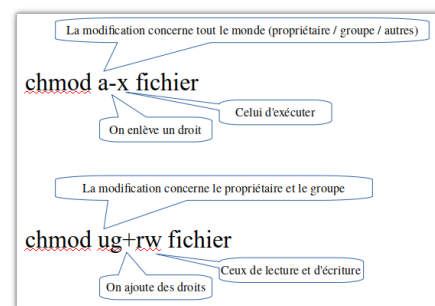 La modification concerne tout le monde (propriétaire / groupe / autres)
chmod a-x fichier
Celui d'exécuter
On enlève un droit
La modification concerne le propriétaire et le groupe
chmod ug+rw fichier
Ceux de lecture et d'écriture
On ajoute des droits